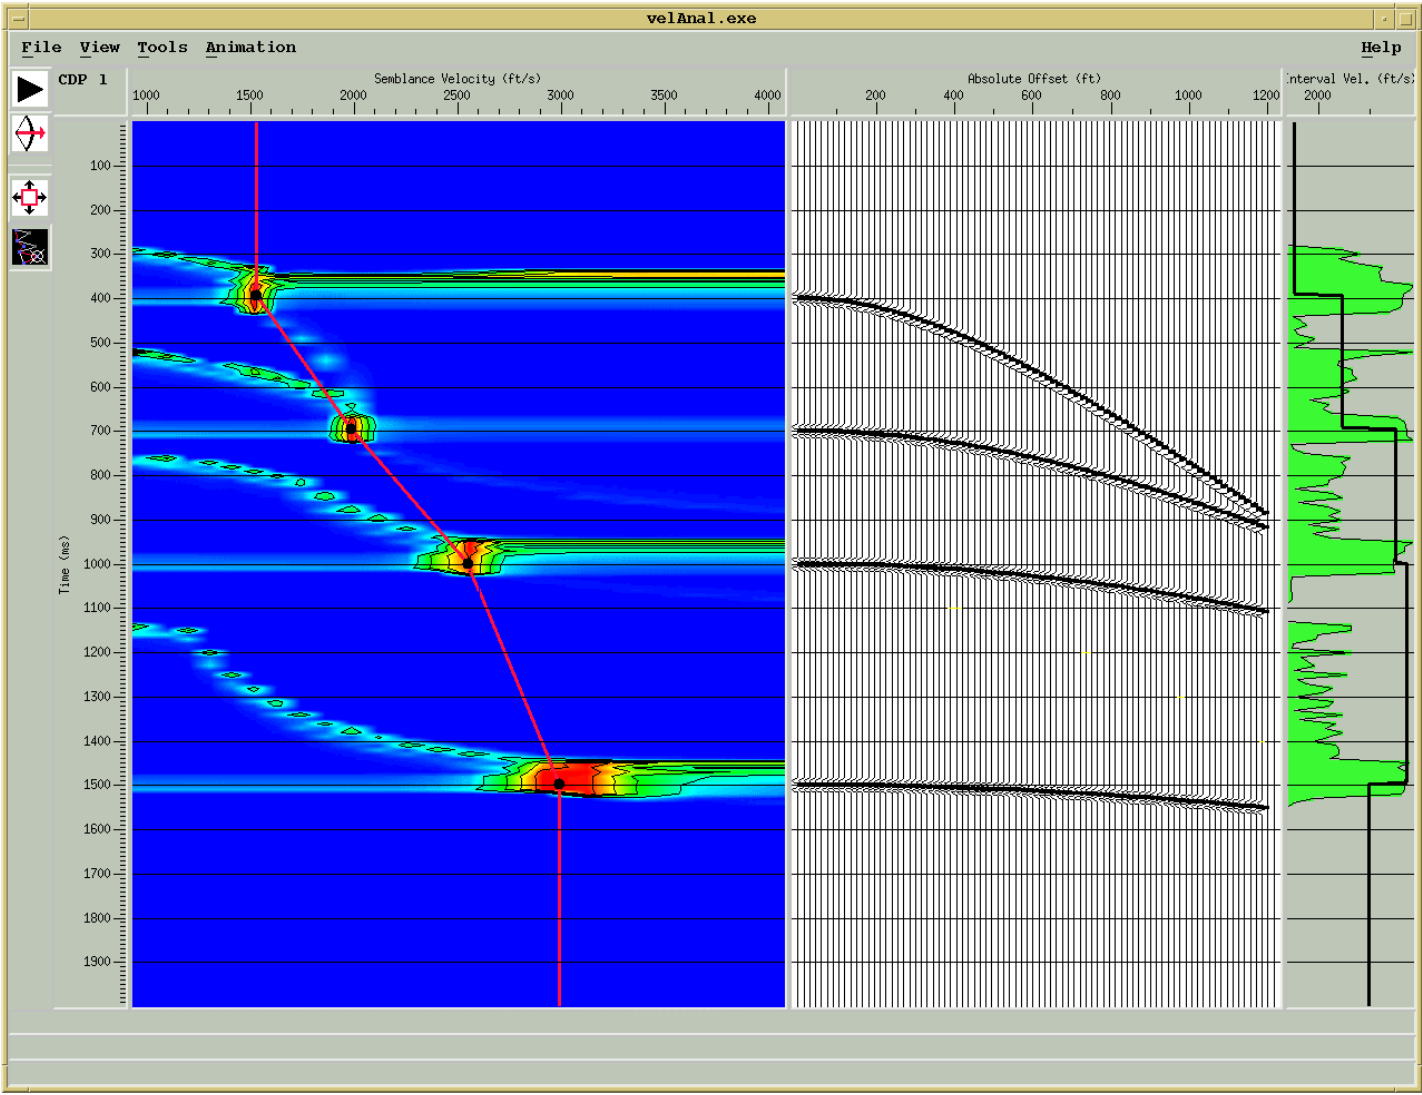 velAnal.exe
File View Tools Animation Help
CDP 1
Semblance Velocity (ft/s)
1000 1500 2000 2500 3000 3500 4000
Absolute Offset (ft)
200 400 600 800 1000 1200
nterval Vel. (ft/s)
2000
Time (ms)
100
200
300
400
500
600
700
800
900
1000
1100
1200
1300
1400
1500
1600
1700
1800
1900